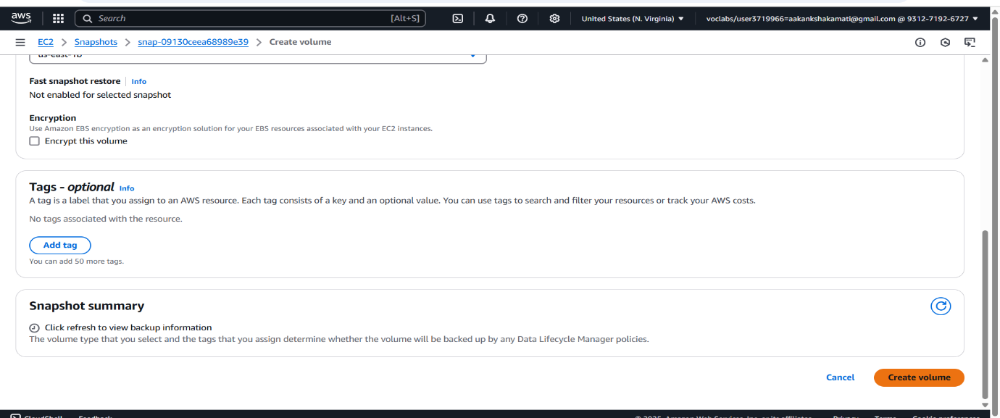 aws
Search [Alt+S] United States (N. Virginia) voclabs/user3719966=aakankshakamati@gmail.com @ 9312-7192-6727
EC2 > Snapshots > snap-09130ceea68989e39 > Create volume
us-east-1b
Fast snapshot restore | Info
Not enabled for selected snapshot
Encryption
Use Amazon EBS encryption as an encryption solution for your EBS resources associated with your EC2 instances.
Encrypt this volume
Tags - optional Info
A tag is a label that you assign to an AWS resource. Each tag consists of a key and an optional value. You can use tags to search and filter your resources or track your AWS costs.
No tags associated with the resource.
Add tag
You can add 50 more tags.
Snapshot summary
Click refresh to view backup information
The volume type that you select and the tags that you assign determine whether the volume will be backed up by any Data Lifecycle Manager policies.
Cancel Create volume
CloudShell Feedback © 2025, Amazon Web Services, Inc. or its affiliates. Privacy Terms Cookie preferences